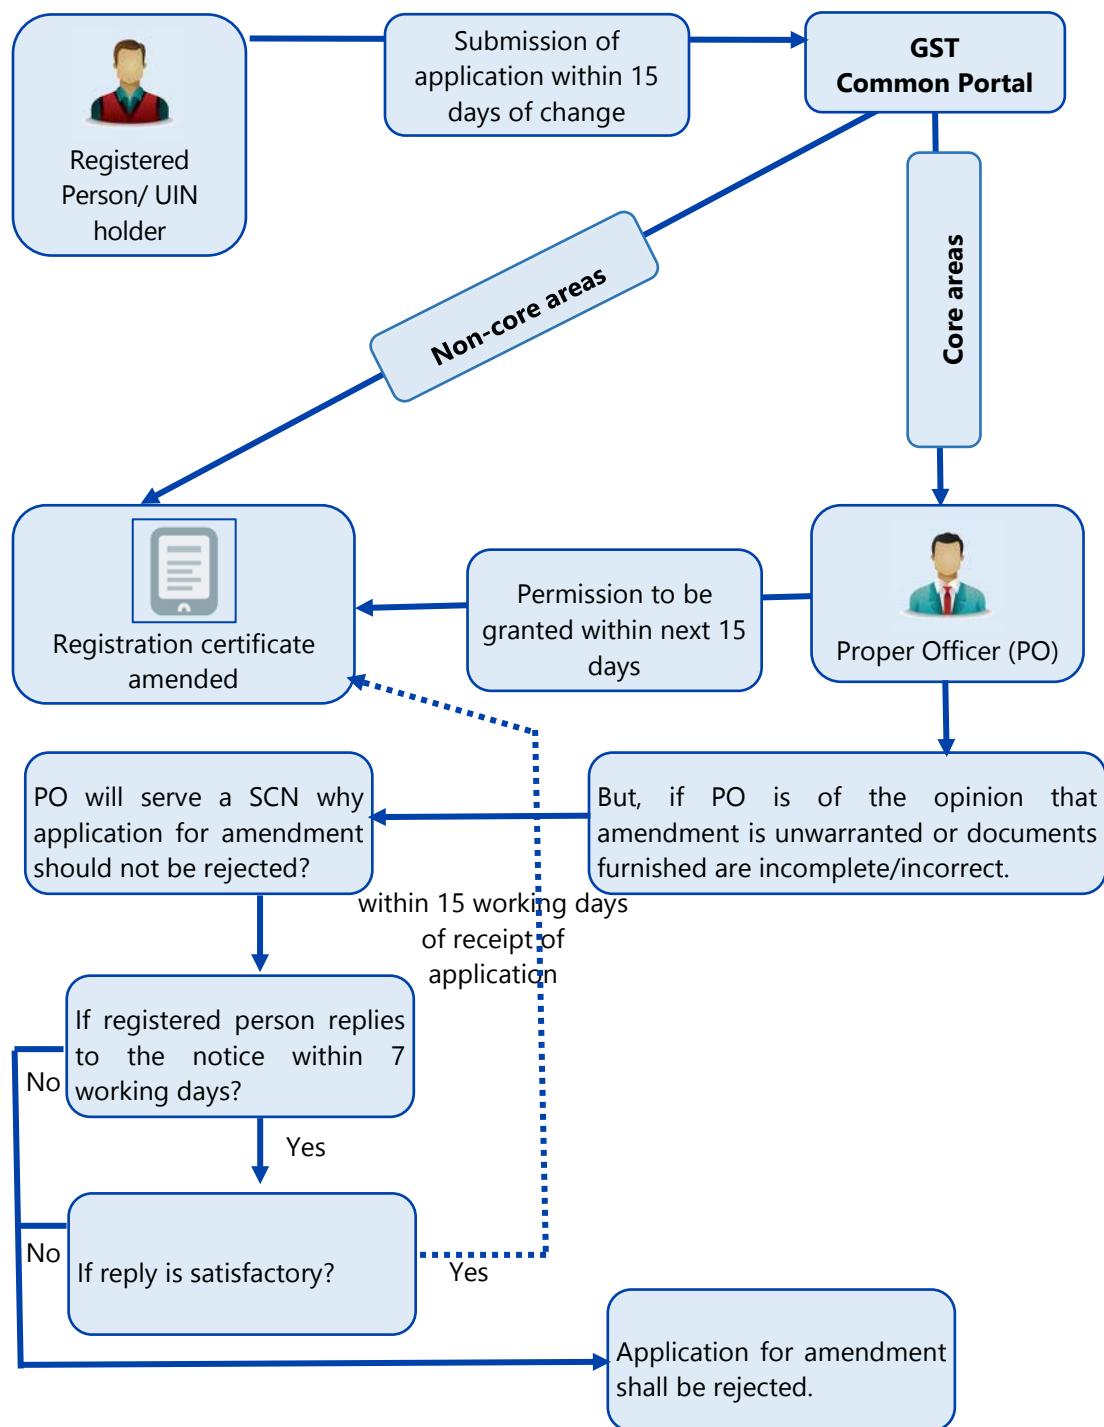 Registered
Person/ UIN
holder
Submission of
application within 15
days of change
GST
Common Portal
Non-core areas
Core areas
Registration certificate
amended
Permission to be
granted within next 15
days
Proper Officer (PO)
PO will serve a SCN why
application for amendment
should not be rejected?
But, if PO is of the opinion that
amendment is unwarranted or documents
furnished are incomplete/incorrect.
within 15 working days
of receipt of
application
If registered person replies
to the notice within 7
working days?
No
Yes
If reply is satisfactory?
No
Yes
Application for amendment
shall be rejected.